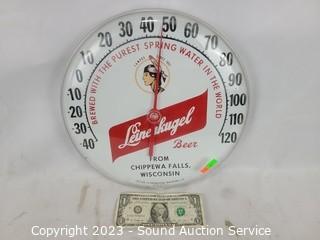 -40 -30 -20 -10 0 10 20 30 40 50 60 70 80 90 100 110 120
BREWED WITH THE PUREST SPRING WATER IN THE WORLD
Leinenkugel
Beer
FROM
CHIPPEWA FALLS,
WISCONSIN
Copyright 2023 - Sound Auction Service